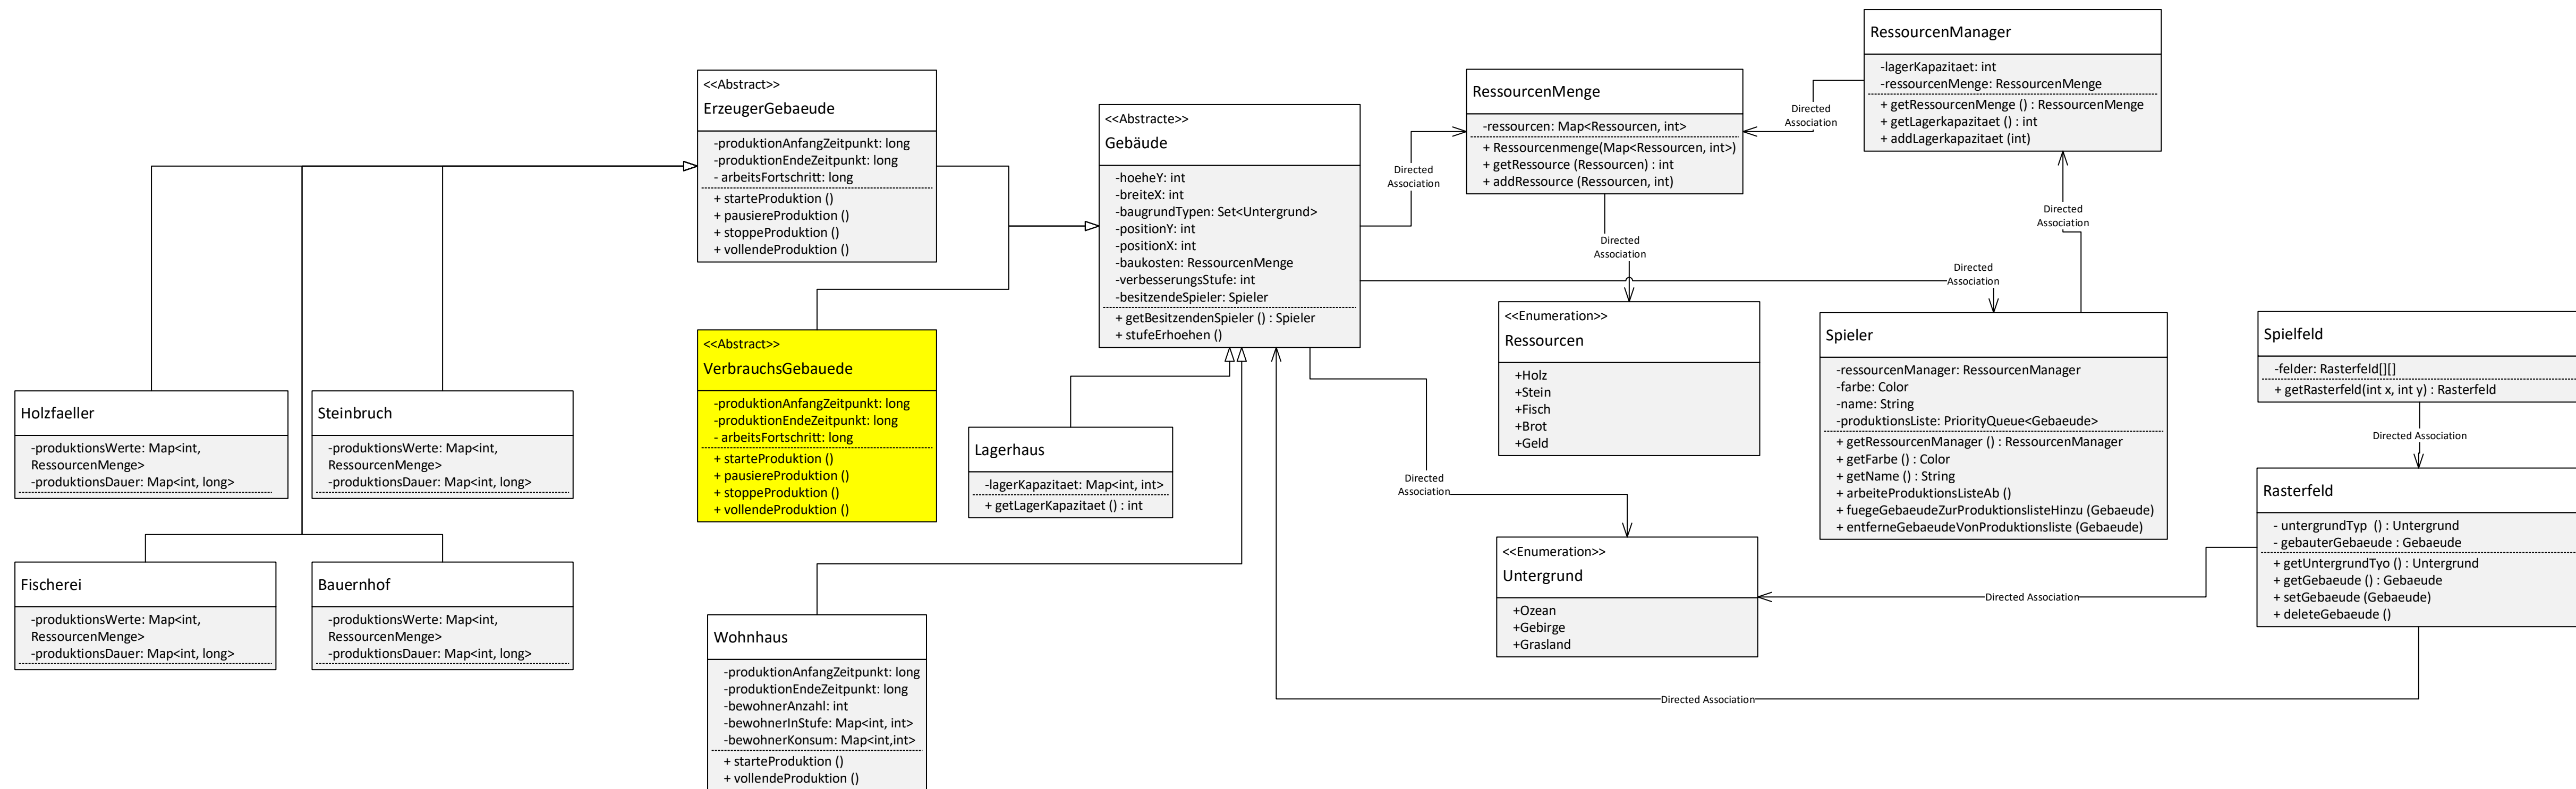 <<Abstract>>
ErzeugerGebaeude
-produktionAnfangZeitpunkt: long
-produktionEndeZeitpunkt: long
- arbeitsFortschritt: long
+ starteProduktion ()
+ pausiereProduktion ()
+ stoppeProduktion ()
+ vollendeProduktion ()
<<Abstract>>
VerbrauchsGebauede
-produktionAnfangZeitpunkt: long
-produktionEndeZeitpunkt: long
- arbeitsFortschritt: long
+ starteProduktion ()
+ pausiereProduktion ()
+ stoppeProduktion ()
+ vollendeProduktion ()
Holzfaeller
-produktionsWerte: Map<int,
RessourcenMenge>
-produktionsDauer: Map<int, long>
Steinbruch
-produktionsWerte: Map<int,
RessourcenMenge>
-produktionsDauer: Map<int, long>
Fischerei
-produktionsWerte: Map<int,
RessourcenMenge>
-produktionsDauer: Map<int, long>
Bauernhof
-produktionsWerte: Map<int,
RessourcenMenge>
-produktionsDauer: Map<int, long>
<<Abstracte>>
Gebäude
-hoeheY: int
-breiteX: int
-baugrundTypen: Set<Untergrund>
-positionY: int
-positionX: int
-baukosten: RessourcenMenge
-verbesserungsStufe: int
-besitzendeSpieler: Spieler
+ getBesitzendenSpieler () : Spieler
+ stufeErhoehen ()
Lagerhaus
-lagerKapazitaet: Map<int, int>
+ getLagerKapazitaet () : int
Wohnhaus
-produktionAnfangZeitpunkt: long
-produktionEndeZeitpunkt: long
-bewohnerAnzahl: int
-bewohnerInStufe: Map<int, int>
-bewohnerKonsum: Map<int,int>
+ starteProduktion ()
+ vollendeProduktion ()
Directed
Association
RessourcenMenge
-ressourcen: Map<Ressourcen, int>
+ Ressourcenmenge(Map<Ressourcen, int>)
+ getRessource (Ressourcen) : int
+ addRessource (Ressourcen, int)
Directed
Association
RessourcenManager
-lagerKapazitaet: int
-ressourcenMenge: RessourcenMenge
+ getRessourcenMenge () : RessourcenMenge
+ getLagerkapazitaet () : int
+ addLagerkapazitaet (int)
Directed
Association
Directed
Association
Directed
Association
<<Enumeration>>
Ressourcen
+Holz
+Stein
+Fisch
+Brot
+Geld
Spieler
-ressourcenManager: RessourcenManager
-farbe: Color
-name: String
-produktionsListe: PriorityQueue<Gebaeude>
+ getRessourcenManager () : RessourcenManager
+ getFarbe () : Color
+ getName () : String
+ arbeiteProduktionsListeAb ()
+ fuegeGebaeudeZurProduktionslisteHinzu (Gebaeude)
+ entferneGebaeudeVonProduktionsliste (Gebaeude)
Spielfeld
-felder: Rasterfeld[][]
+ getRasterfeld(int x, int y) : Rasterfeld
Directed Association
Rasterfeld
- untergrundTyp  () : Untergrund
- gebauterGebaeude : Gebaeude
+ getUntergrundTyo () : Untergrund
+ getGebaeude () : Gebaeude
+ setGebaeude (Gebaeude)
+ deleteGebaeude ()
Directed
Association
<<Enumeration>>
Untergrund
+Ozean
+Gebirge
+Grasland
Directed Association
Directed Association